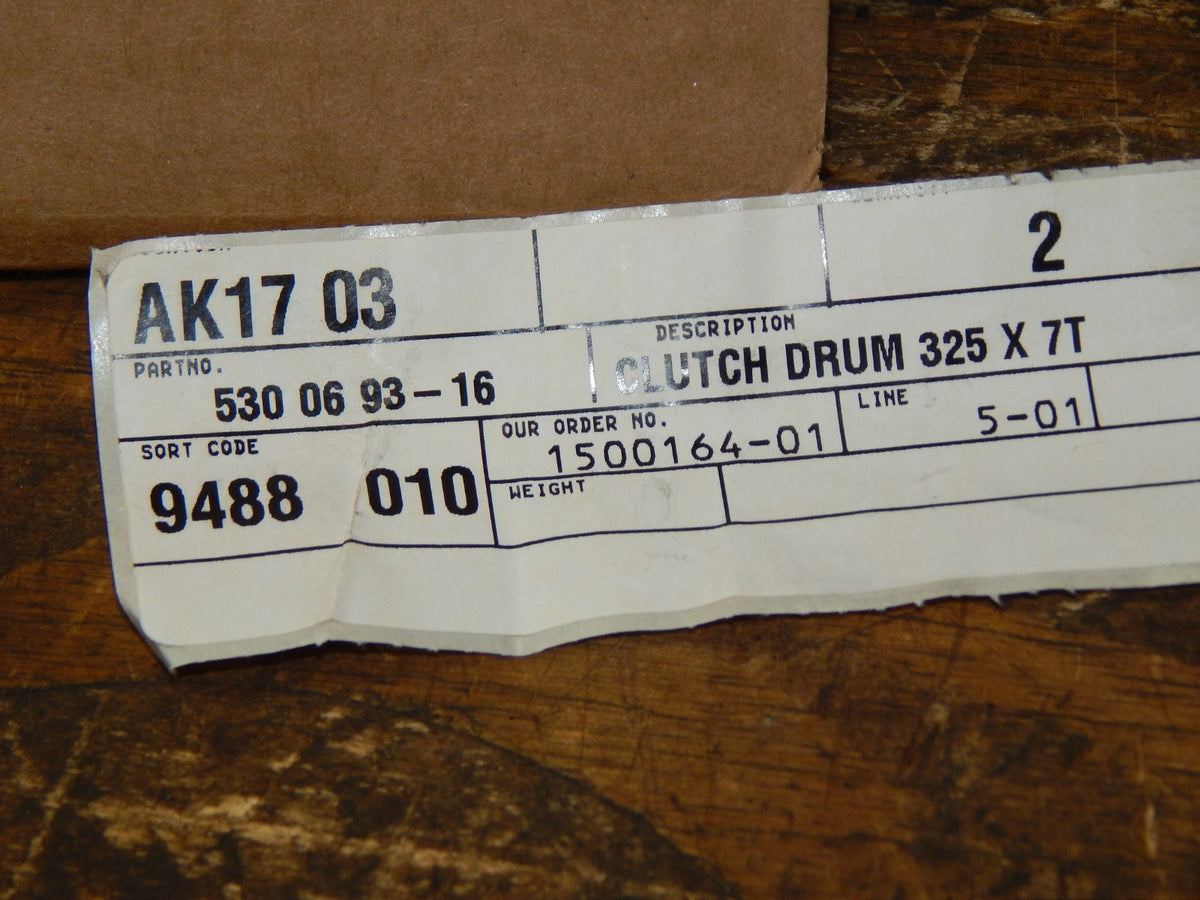 AK17 03
2
PARTNO.
530 06 93-16
DESCRIPTION
CLUTCH DRUM 325 X 7T
SORT CODE
9488 010
OUR ORDER NO.
1500164-01
LINE
5-01
WEIGHT